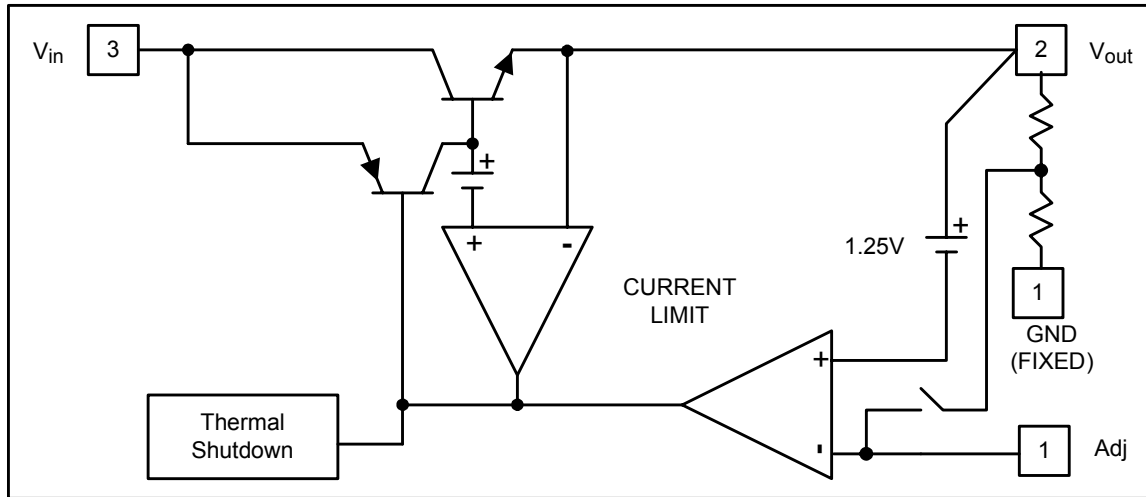 Vin
3
2
Vout
+
+
-
+
1.25V
1
GND
(FIXED)
CURRENT
LIMIT
+
-
Thermal
Shutdown
1
Adj